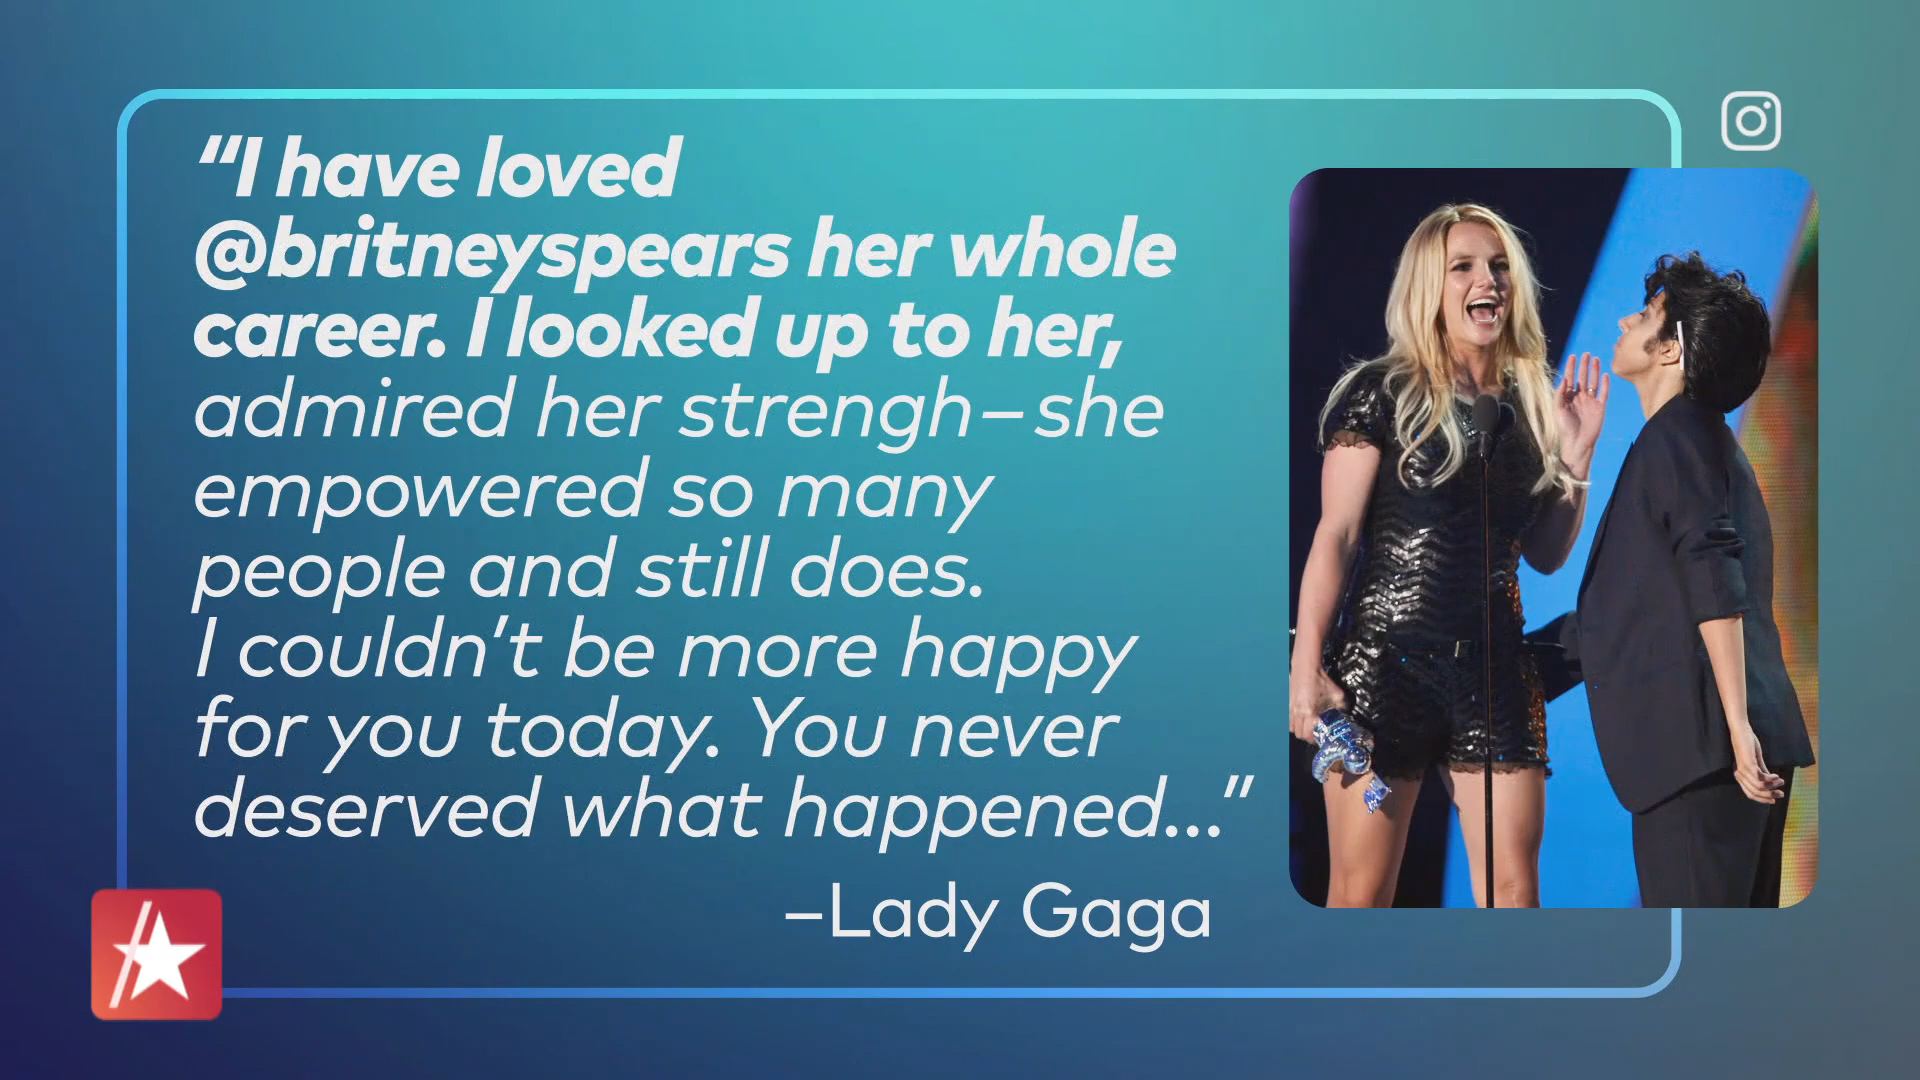 “I have loved
@britneyspears her whole
career. I looked up to her,
admired her strengh–she
empowered so many
people and still does.
I couldn’t be more happy
for you today. You never
deserved what happened...”
–Lady Gaga